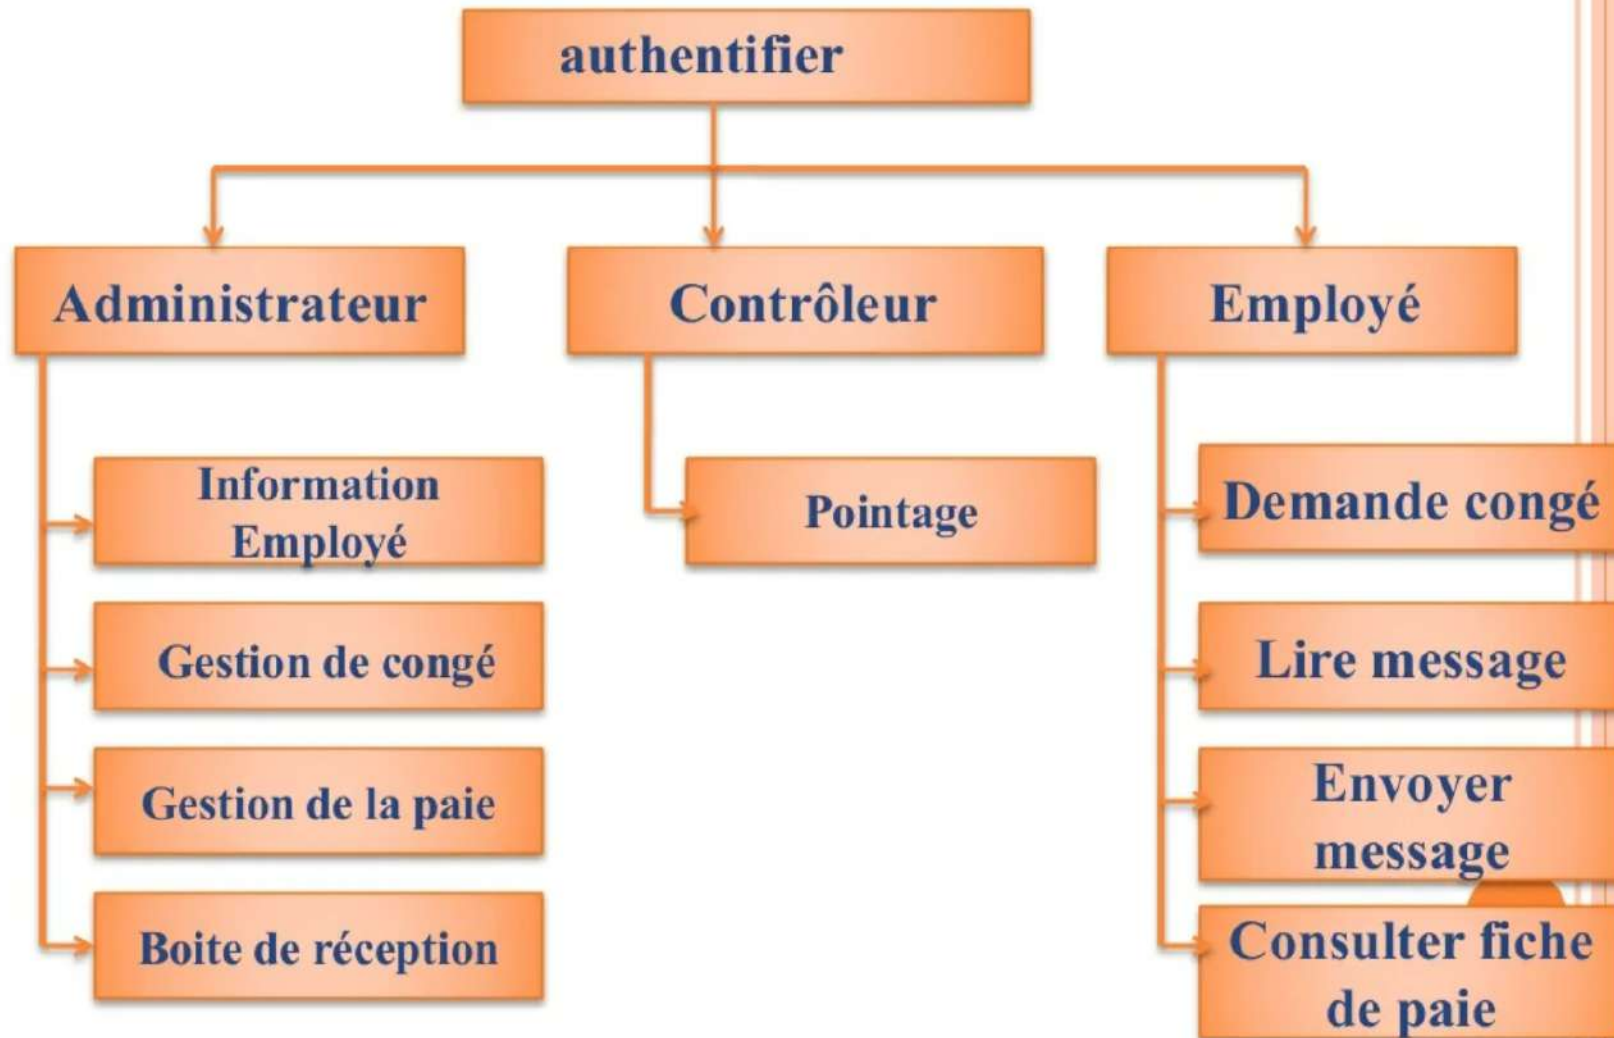 authentifier
Administrateur
Contrôleur
Employé
Information
Employé
Gestion de congé
Gestion de la paie
Boite de réception
Pointage
Demande congé
Lire message
Envoyer
message
Consulter fiche
de paie